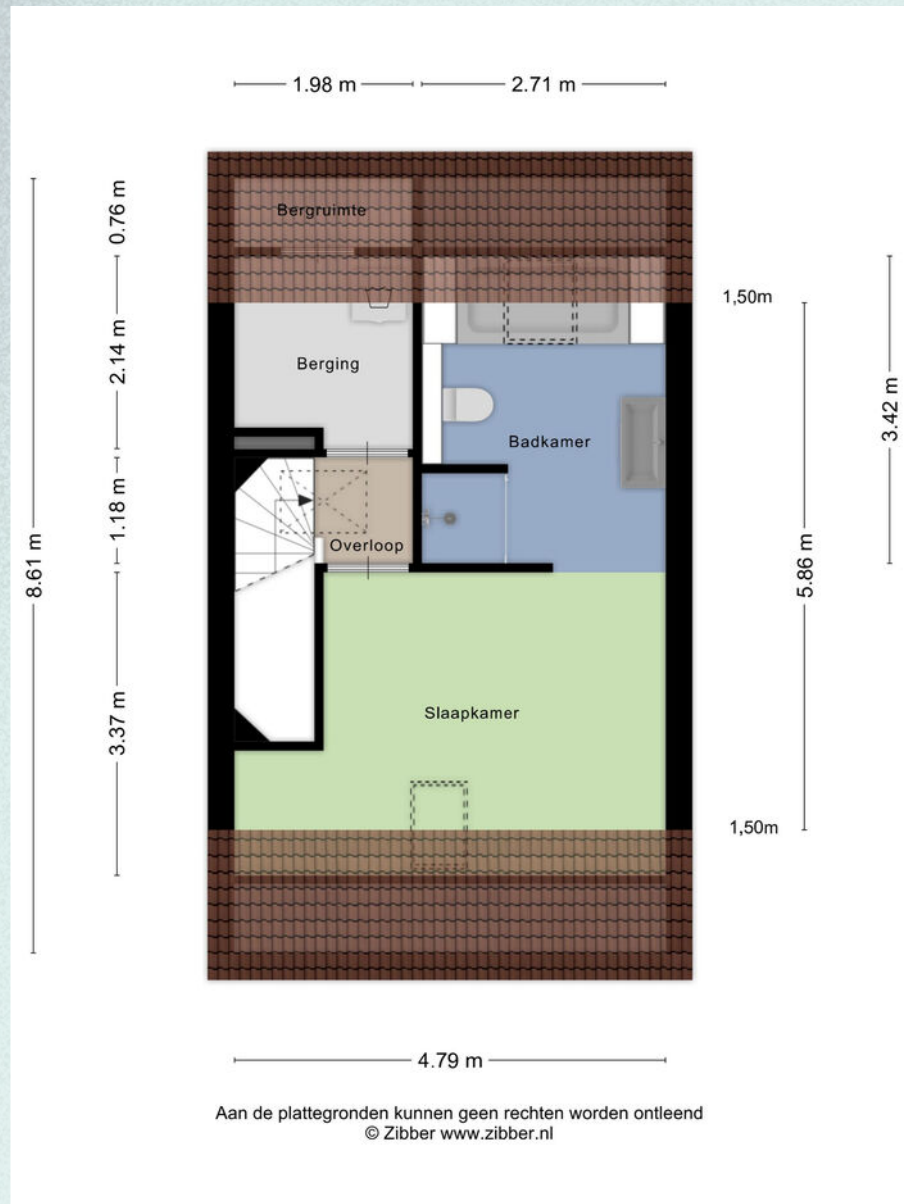 1.98 m
2.71 m
Bergruimte
0.76 m
1,50m
2.14 m
Berging
3.42 m
Badkamer
1.18 m
Overloop
8.61 m
5.86 m
3.37 m
Slaapkamer
1,50m
4.79 m
Aan de plattegronden kunnen geen rechten worden ontleend
© Zibber www.zibber.nl